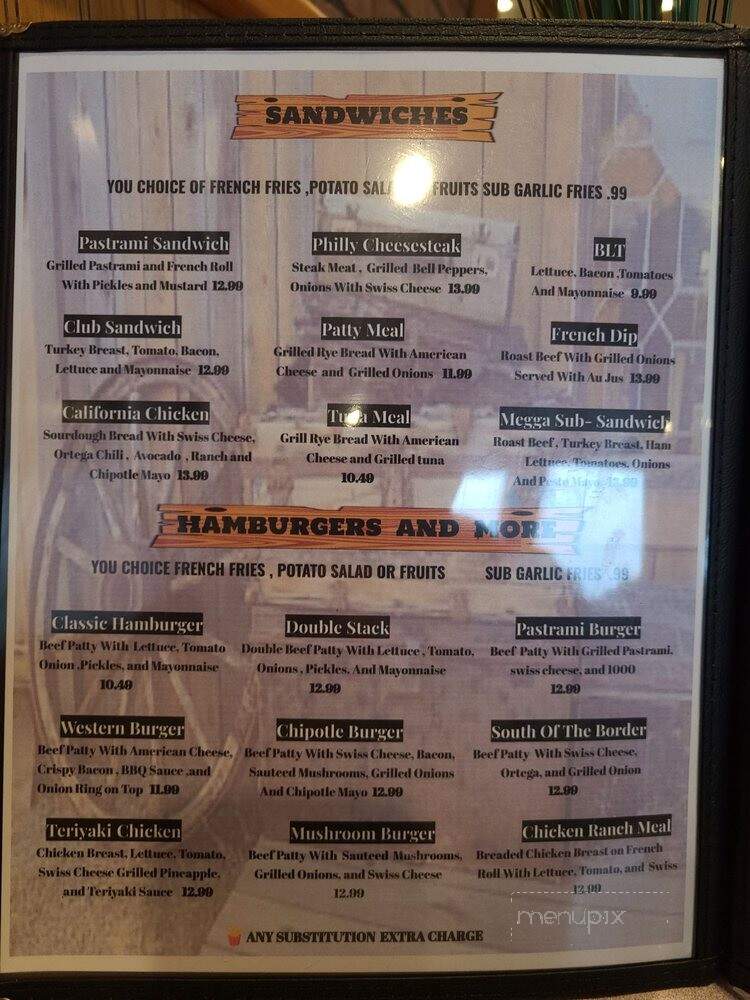 SANDWICHES
YOU CHOICE OF FRENCH FRIES ,POTATO FRUITS SUB GARLIC FRIES .99
Pastrami Sandwich
Grilled Pastrami and French Roll
With Pickles and Mustard 12.99
Philly Cheesesteak
Steak Meat , Grilled Bell Peppers,
Onions With Swiss Cheese 13.99
BLT
Lettuce, Bacon ,Tomatoes
And Mayonnaise 9.99
Club Sandwich
Turkey Breast, Tomato, Bacon,
Lettuce and Mayonnaise 12.99
Patty Meal
Grilled Rye Bread With American
Cheese and Grilled Onions 11.99
French Dip
Roast Beef With Grilled Onions
Served With Au Jus 13.99
California Chicken
Sourdough Bread With Swiss Cheese,
Ortega Chili , Avocado , Ranch and
Chipotle Mayo 13.99
Tuna Meal
Grill Rye Bread With American
Cheese and Grilled tuna
10.49
Megga Sub- Sandwich
Roast Beef , Turkey Breast, Ham
Lettuce, Tomatoes, Onions
And Pesto Mayo
HAMBURGERS AND MORE
YOU CHOICE FRENCH FRIES , POTATO SALAD OR FRUITS SUB GARLIC FRIES .99
Classic Hamburger
Beef Patty With Lettuce, Tomato
Onion ,Pickles, and Mayonnaise
10.49
Double Stack
Double Beef Patty With Lettuce , Tomato,
Onions , Pickles, And Mayonnaise
12.99
Pastrami Burger
Beef Patty With Grilled Pastrami,
swiss cheese, and 1000
12.99
Western Burger
Beef Patty With American Cheese,
Crispy Bacon , BBQ Sauce ,and
Onion Ring on Top 11.99
Chipotle Burger
Beef Patty With Swiss Cheese, Bacon,
Sauteed Mushrooms, Grilled Onions
And Chipotle Mayo 12.99
South Of The Border
Beef Patty With Swiss Cheese,
Ortega, and Grilled Onion
12.99
Teriyaki Chicken
Chicken Breast, Lettuce, Tomato,
Swiss Cheese Grilled Pineapple,
and Teriyaki Sauce 12.99
Mushroom Burger
Beef Patty With Sauteed Mushrooms,
Grilled Onions, and Swiss Cheese
12.99
Chicken Ranch Meal
Breaded Chicken Breast on French
Roll With Lettuce, Tomato, and Swiss
12.99
menupix
ANY SUBSTITUTION EXTRA CHARGE